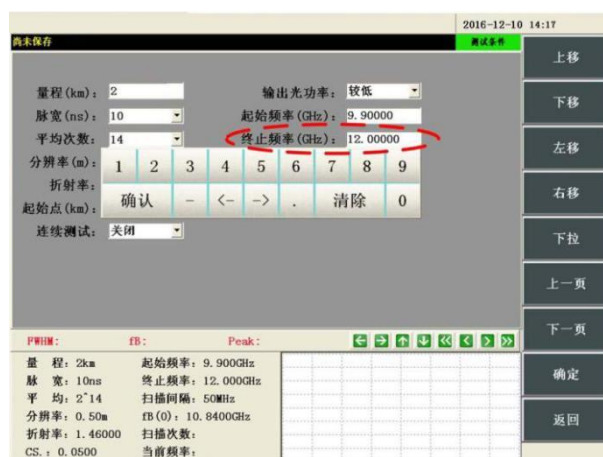 2016-12-10 14:17
尚未保存
测试条件
量程(km): 2
输出光功率: 较低
脉宽(ns): 10
起始频率(GHz): 9.90000
平均次数: 14
终止频率(GHz): 12.00000
分辨率(m):
1 2 3 4 5 6 7 8 9
折射率:
确认 - <- -> . 清除 0
起始点(km):
连续测试: 关闭
上移
下移
左移
右移
下拉
上一页
下一页
确定
返回
FWHM: fB: Peak:
量 程: 2km 起始频率: 9.900GHz
脉 宽: 10ns 终止频率: 12.000GHz
平 均: 2^14 扫描间隔: 50MHz
分辨率: 0.50m fB(0): 10.8400GHz
折射率: 1.46000 扫描次数:
CS.: 0.0500 当前频率: